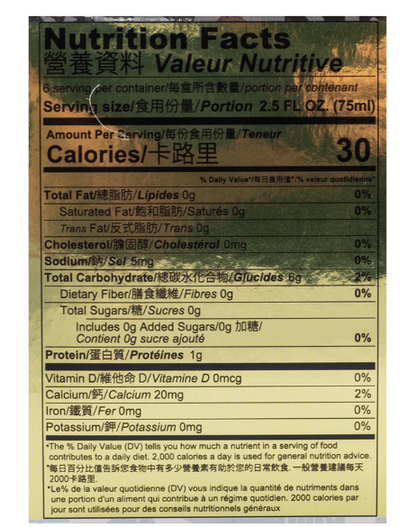 Nutrition Facts
營養資料 Valeur Nutritive
6 serving per container/每盒所含數量/portion par contenant
Serving size/食用份量/Portion 2.5 FL OZ. (75ml)
Amount Per Serving/每份食用份量/Teneur
Calories/卡路里 30
% Daily Value*/每日食用值*/% valeur quotidienne*
Total Fat/總脂肪/Lipides 0g 0%
Saturated Fat/飽和脂肪/Saturés 0g 0%
Trans Fat/反式脂肪/Trans 0g
Cholesterol/膽固醇/Cholestérol 0mg 0%
Sodium/鈉/Sel 5mg 0%
Total Carbohydrate/總碳水化合物/Glucides 6g 2%
Dietary Fiber/膳食纖維/Fibres 0g 0%
Total Sugars/糖/Sucres 0g
Includes 0g Added Sugars/0g 加糖/
Contient 0g sucre ajouté 0%
Protein/蛋白質/Protéines 1g
Vitamin D/維他命 D/Vitamine D 0mcg 0%
Calcium/鈣/Calcium 20mg 2%
Iron/鐵質/Fer 0mg 0%
Potassium/鉀/Potassium 0mg 0%
*The % Daily Value (DV) tells you how much a nutrient in a serving of food
contributes to a daily diet. 2,000 calories a day is used for general nutrition advice.
*每日百分比值告訴您食物中有多少營養素有助於您的日常飲食. 一般營養建議每天
2000卡路里.
*Le% de la valeur quotidienne (DV) vous indique la quantité de nutriments dans
une portion d'un aliment qui contribue à un régime quotidien. 2000 calories par
jour sont utilisées pour des conseils nutritionnels généraux